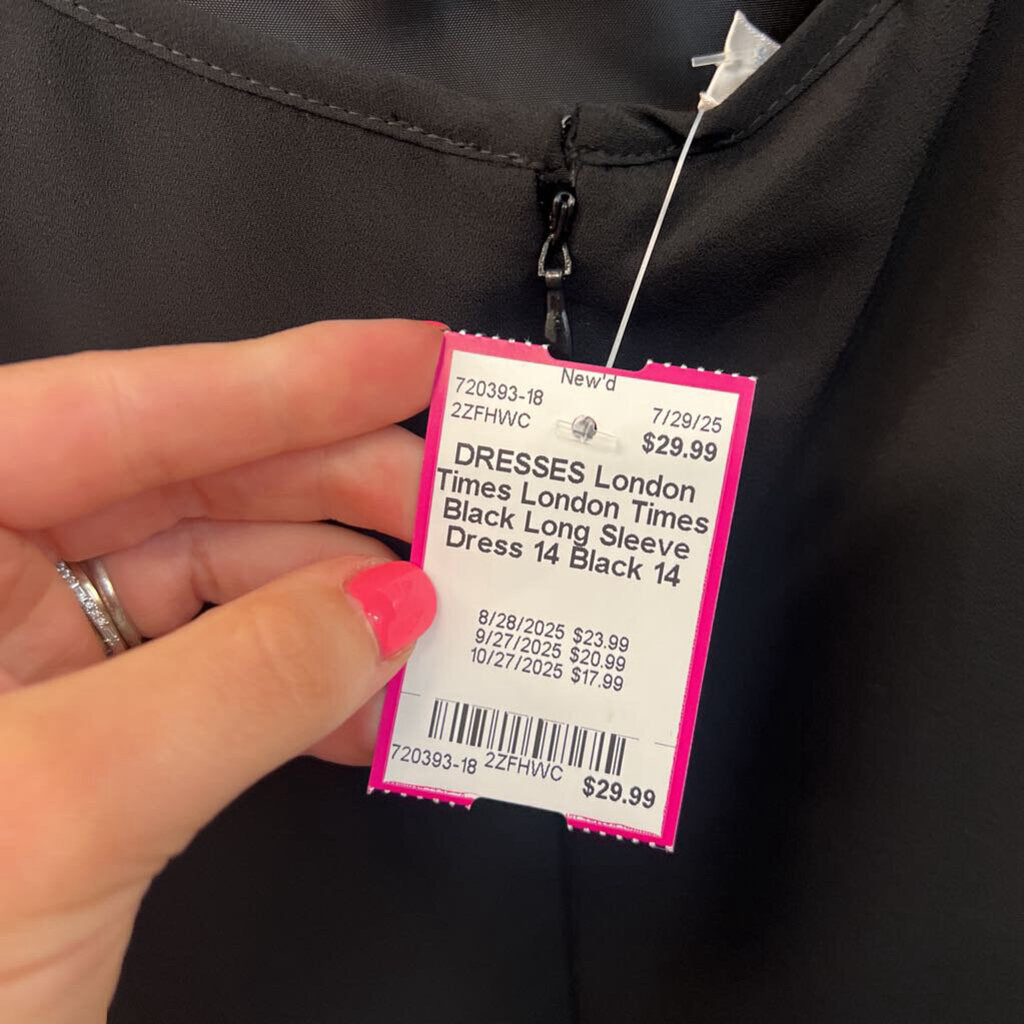 New'd
720393-18 7/29/25
2ZFHWC $29.99
DRESSES London
Times London Times
Black Long Sleeve
Dress 14 Black 14
8/28/2025 $23.99
9/27/2025 $20.99
10/27/2025 $17.99
720393-18 2ZFHWC $29.99